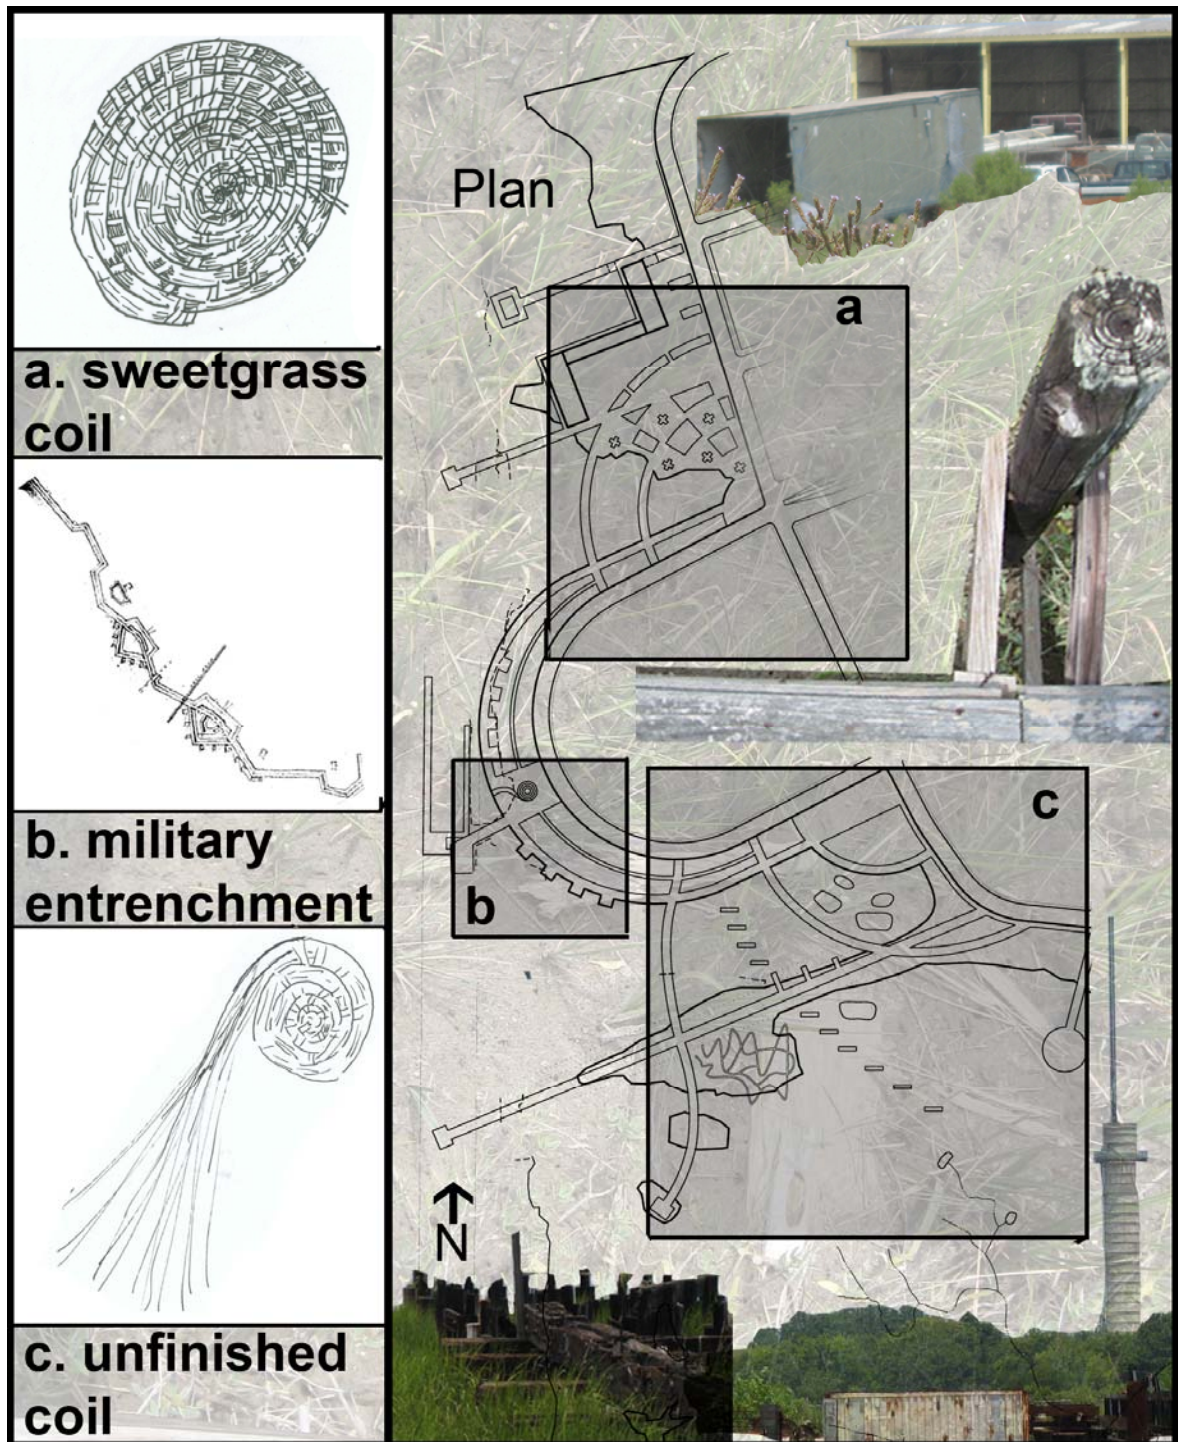 a. sweetgrass
coil
b. military
entrenchment
c. unfinished
coil
Plan
a
b
c
N